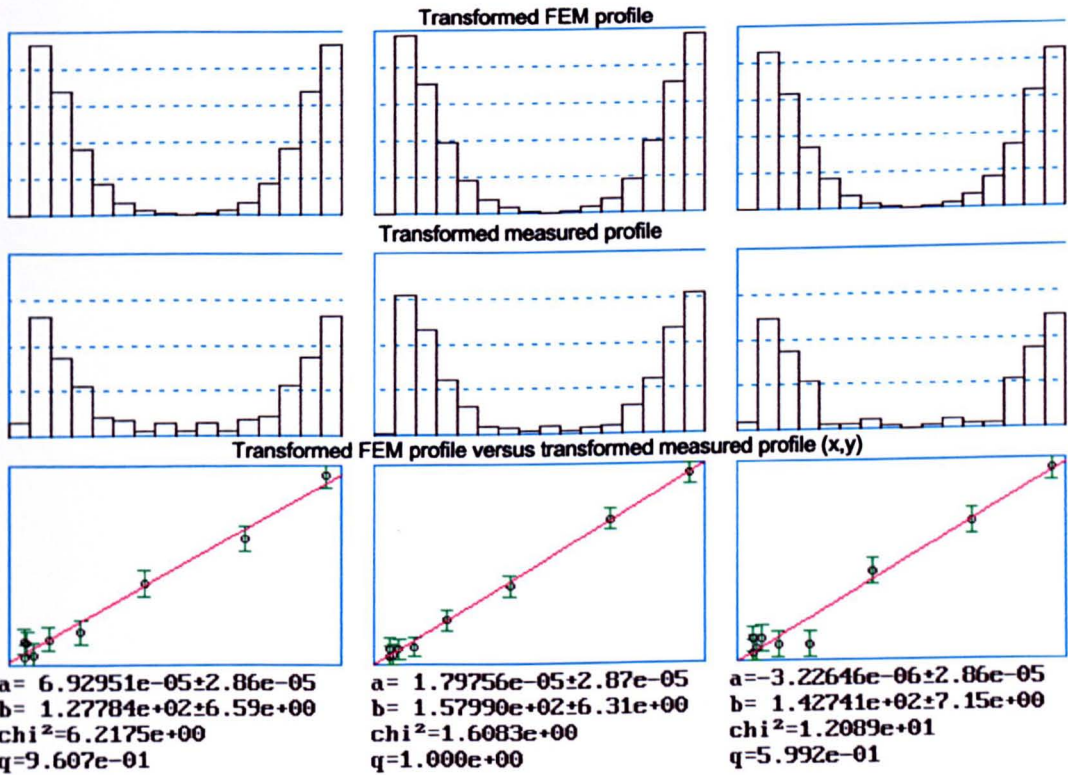 Transformed FEM profile
Transformed measured profile
Transformed FEM profile versus transformed measured profile (x,y)
a= 6.92951e-05±2.86e-05
b= 1.27784e+02±6.59e+00
chi²=6.2175e+00
q=9.607e-01
a= 1.79756e-05±2.87e-05
b= 1.57990e+02±6.31e+00
chi²=1.6083e+00
q=1.000e+00
a=-3.22646e-06±2.86e-05
b= 1.42741e+02±7.15e+00
chi²=1.2089e+01
q=5.992e-01